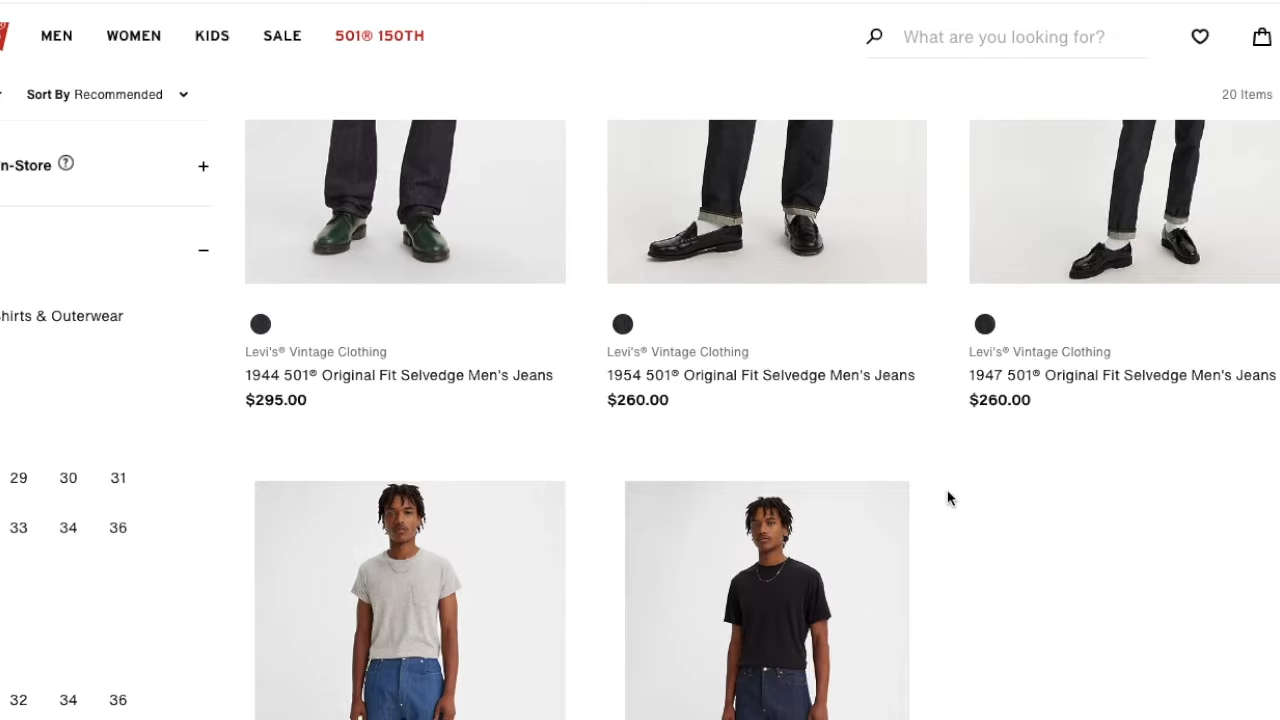 MEN WOMEN KIDS SALE 501® 150TH What are you looking for?
Sort By Recommended 20 Items
n-Store ? +
hirts & Outerwear
Levi's® Vintage Clothing Levi's® Vintage Clothing Levi's® Vintage Clothing
1944 501® Original Fit Selvedge Men's Jeans 1954 501® Original Fit Selvedge Men's Jeans 1947 501® Original Fit Selvedge Men's Jeans
$295.00 $260.00 $260.00
29 30 31
33 34 36
32 34 36